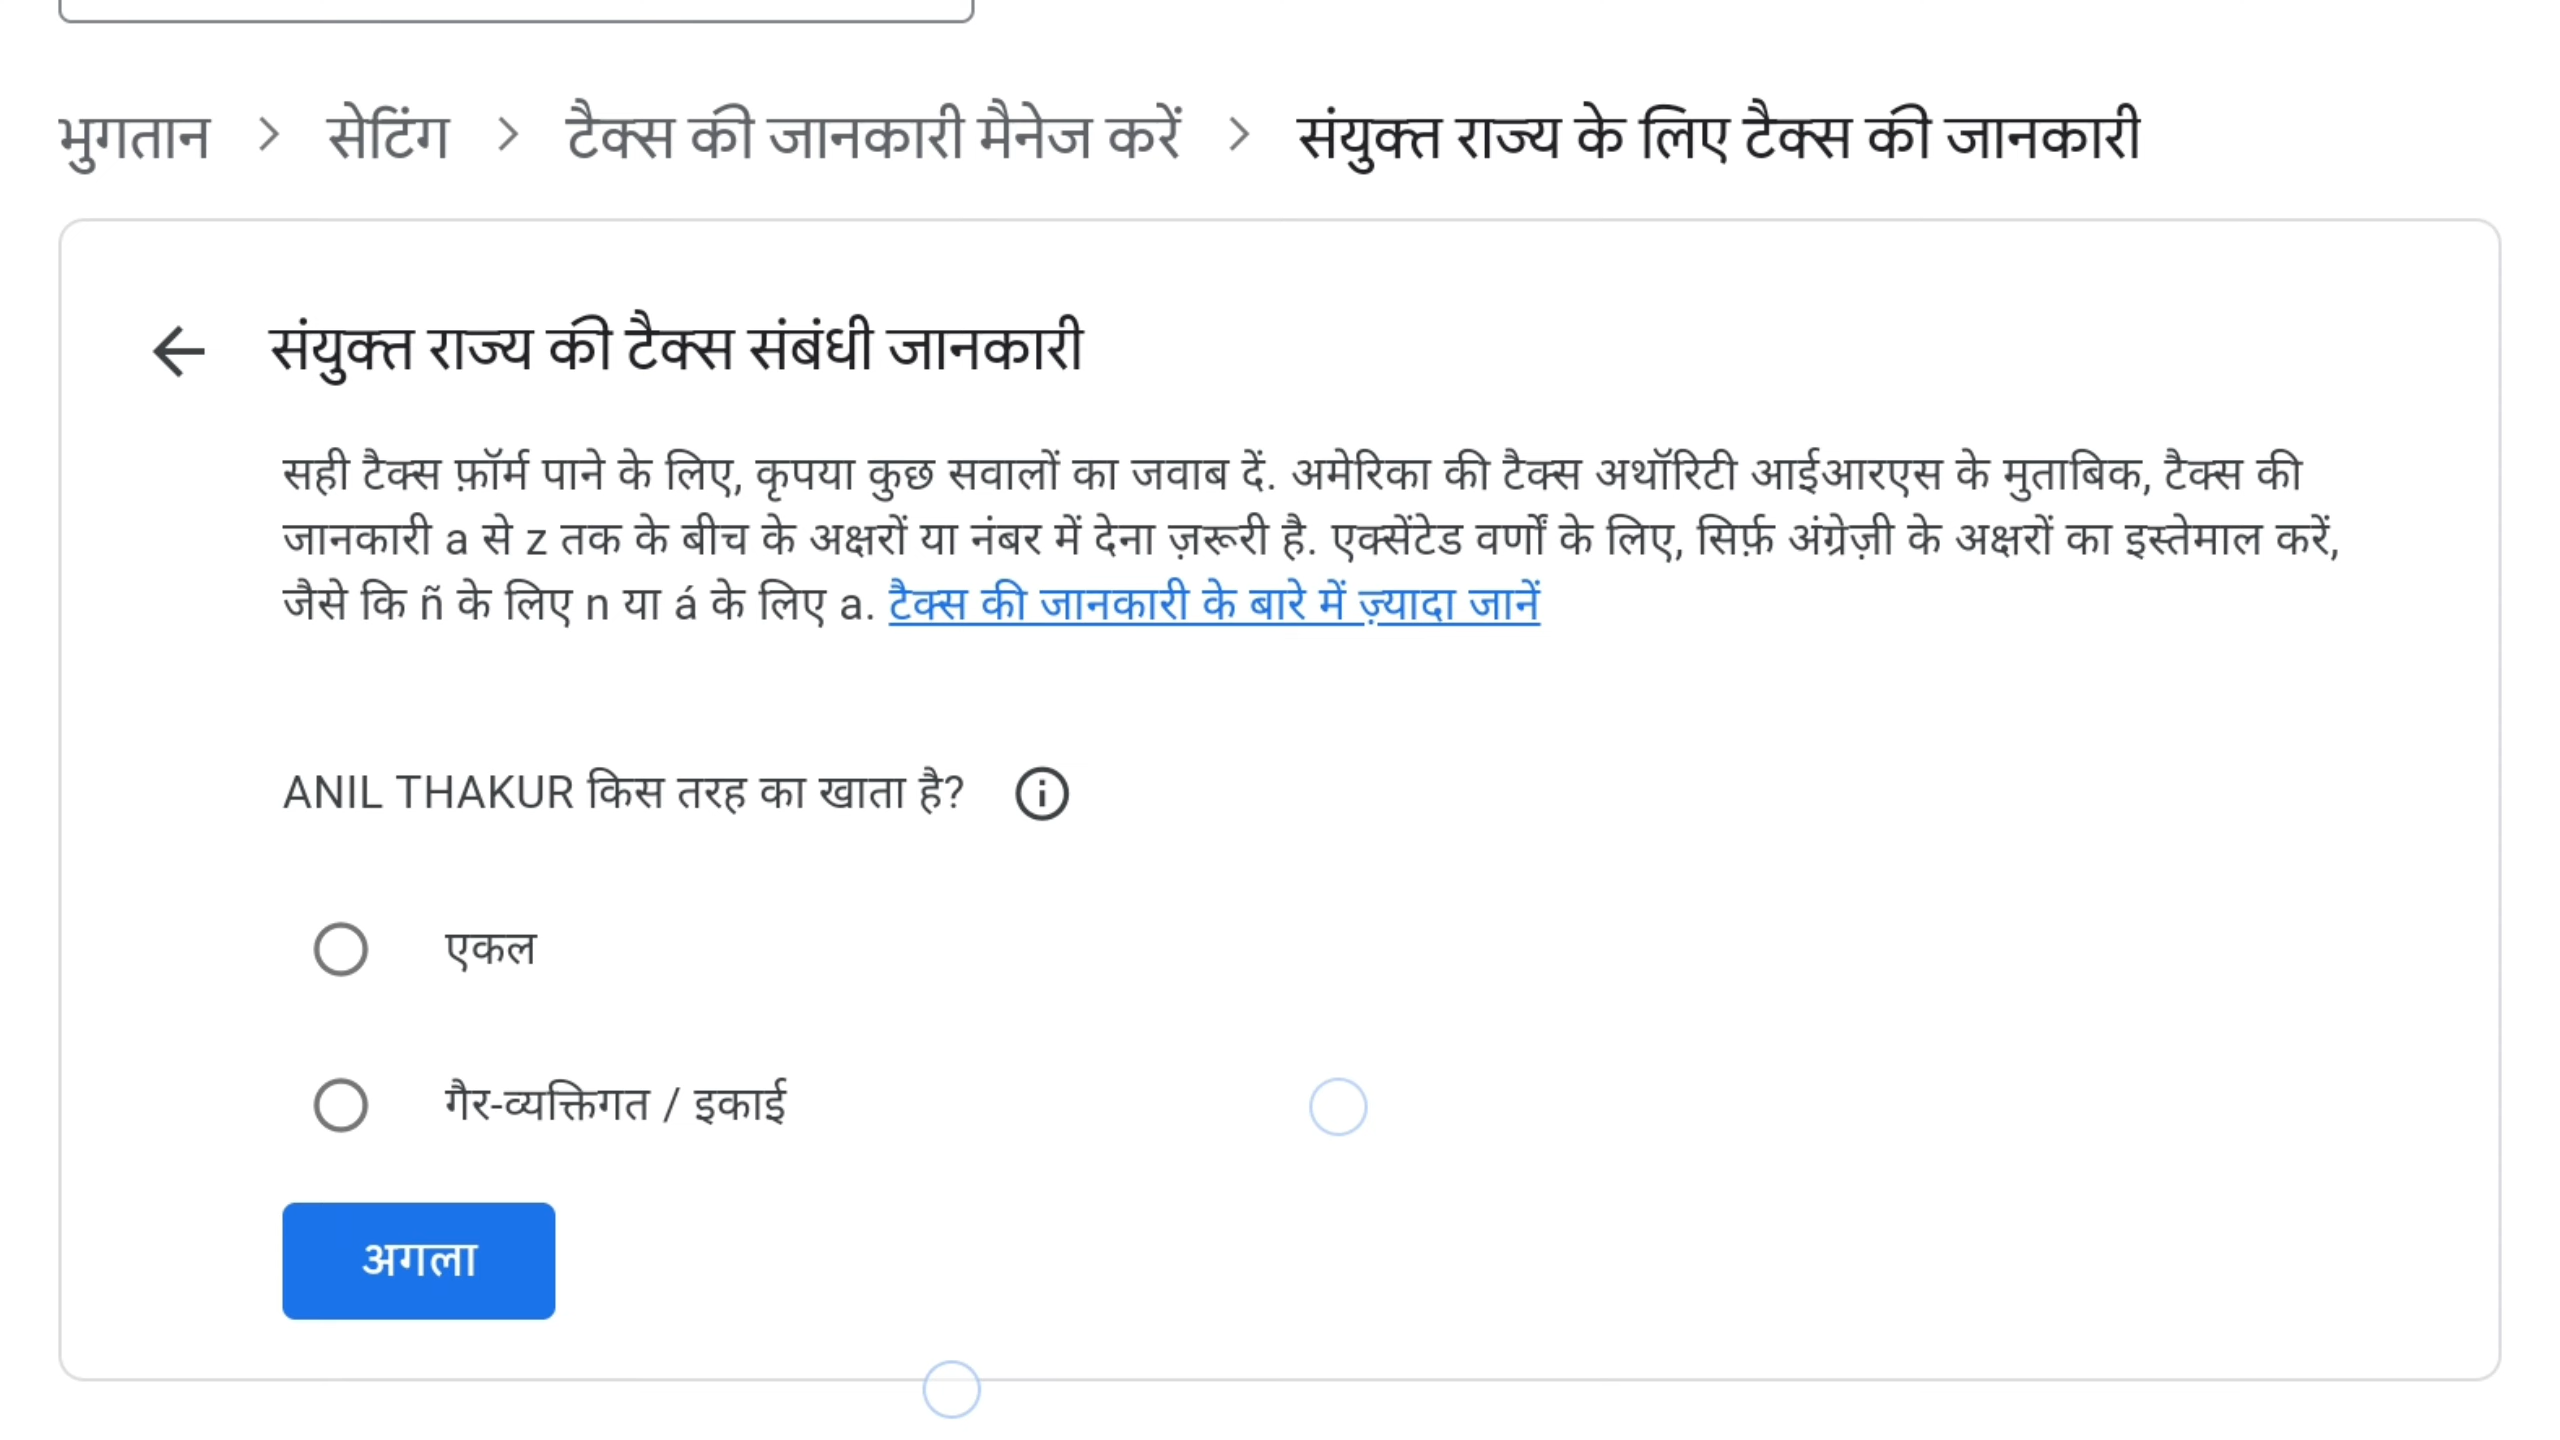 भुगतान > सेटिंग > टैक्स की जानकारी मैनेज करें > संयुक्त राज्य के लिए टैक्स की जानकारी
संयुक्त राज्य की टैक्स संबंधी जानकारी
सही टैक्स फ़ॉर्म पाने के लिए, कृपया कुछ सवालों का जवाब दें. अमेरिका की टैक्स अथॉरिटी आईआरएस के मुताबिक, टैक्स की
जानकारी a से z तक के बीच के अक्षरों या नंबर में देना ज़रूरी है. एक्सेंटेड वर्णों के लिए, सिर्फ़ अंग्रेज़ी के अक्षरों का इस्तेमाल करें,
जैसे कि ñ के लिए n या á के लिए a. टैक्स की जानकारी के बारे में ज़्यादा जानें
ANIL THAKUR किस तरह का खाता है?
एकल
गैर-व्यक्तिगत / इकाई
अगला